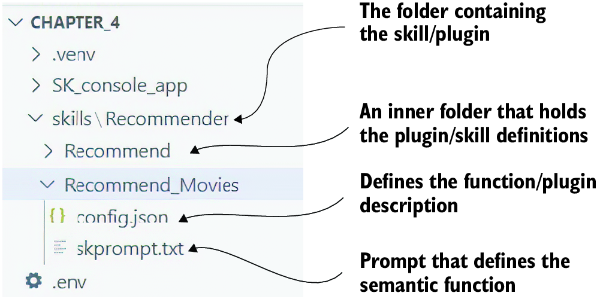 CHAPTER_4
.venv
SK_console_app
skills\Recommender
Recommend
Recommend_Movies
{} config.json
skprompt.txt
.env
The folder containing
the skill/plugin
An inner folder that holds
the plugin/skill definitions
Defines the function/plugin
description
Prompt that defines the
semantic function